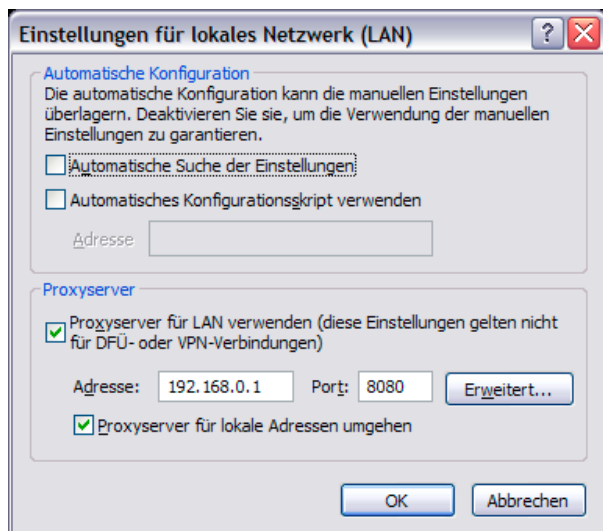 Einstellungen für lokales Netzwerk (LAN)
Automatische Konfiguration
Die automatische Konfiguration kann die manuellen Einstellungen
überlagern. Deaktivieren Sie sie, um die Verwendung der manuellen
Einstellungen zu garantieren.
Automatische Suche der Einstellungen
Automatisches Konfigurationsskript verwenden
Adresse
Proxyserver
Proxyserver für LAN verwenden (diese Einstellungen gelten nicht
für DFÜ- oder VPN-Verbindungen)
Adresse: 192.168.0.1 Port: 8080 Erweitert...
Proxyserver für lokale Adressen umgehen
OK Abbrechen